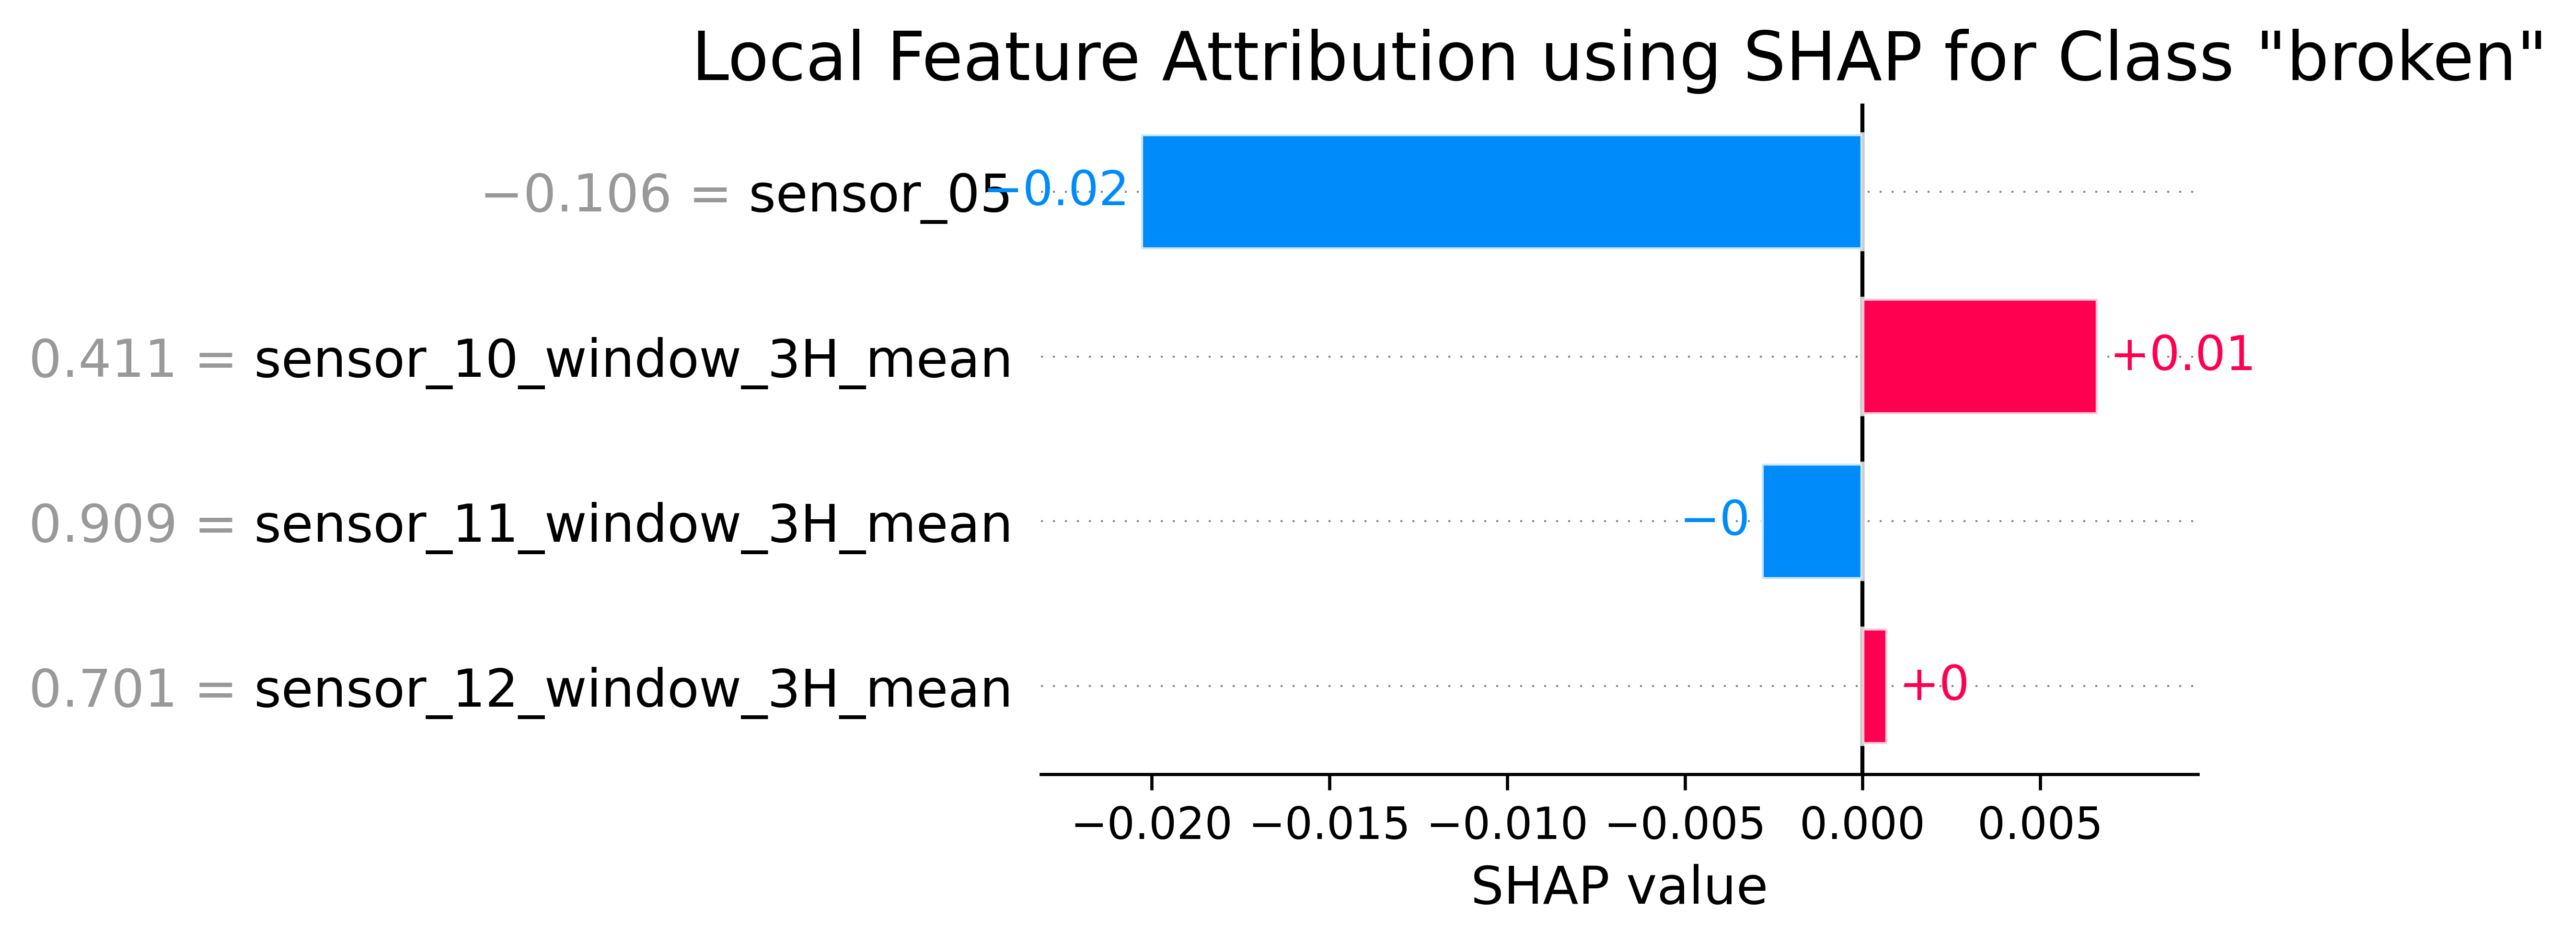 Local Feature Attribution using SHAP for Class "broken"
−0.106 = sensor_05 −0.02
0.411 = sensor_10_window_3H_mean +0.01
0.909 = sensor_11_window_3H_mean −0
0.701 = sensor_12_window_3H_mean +0
−0.020 −0.015 −0.010 −0.005 0.000 0.005
SHAP value